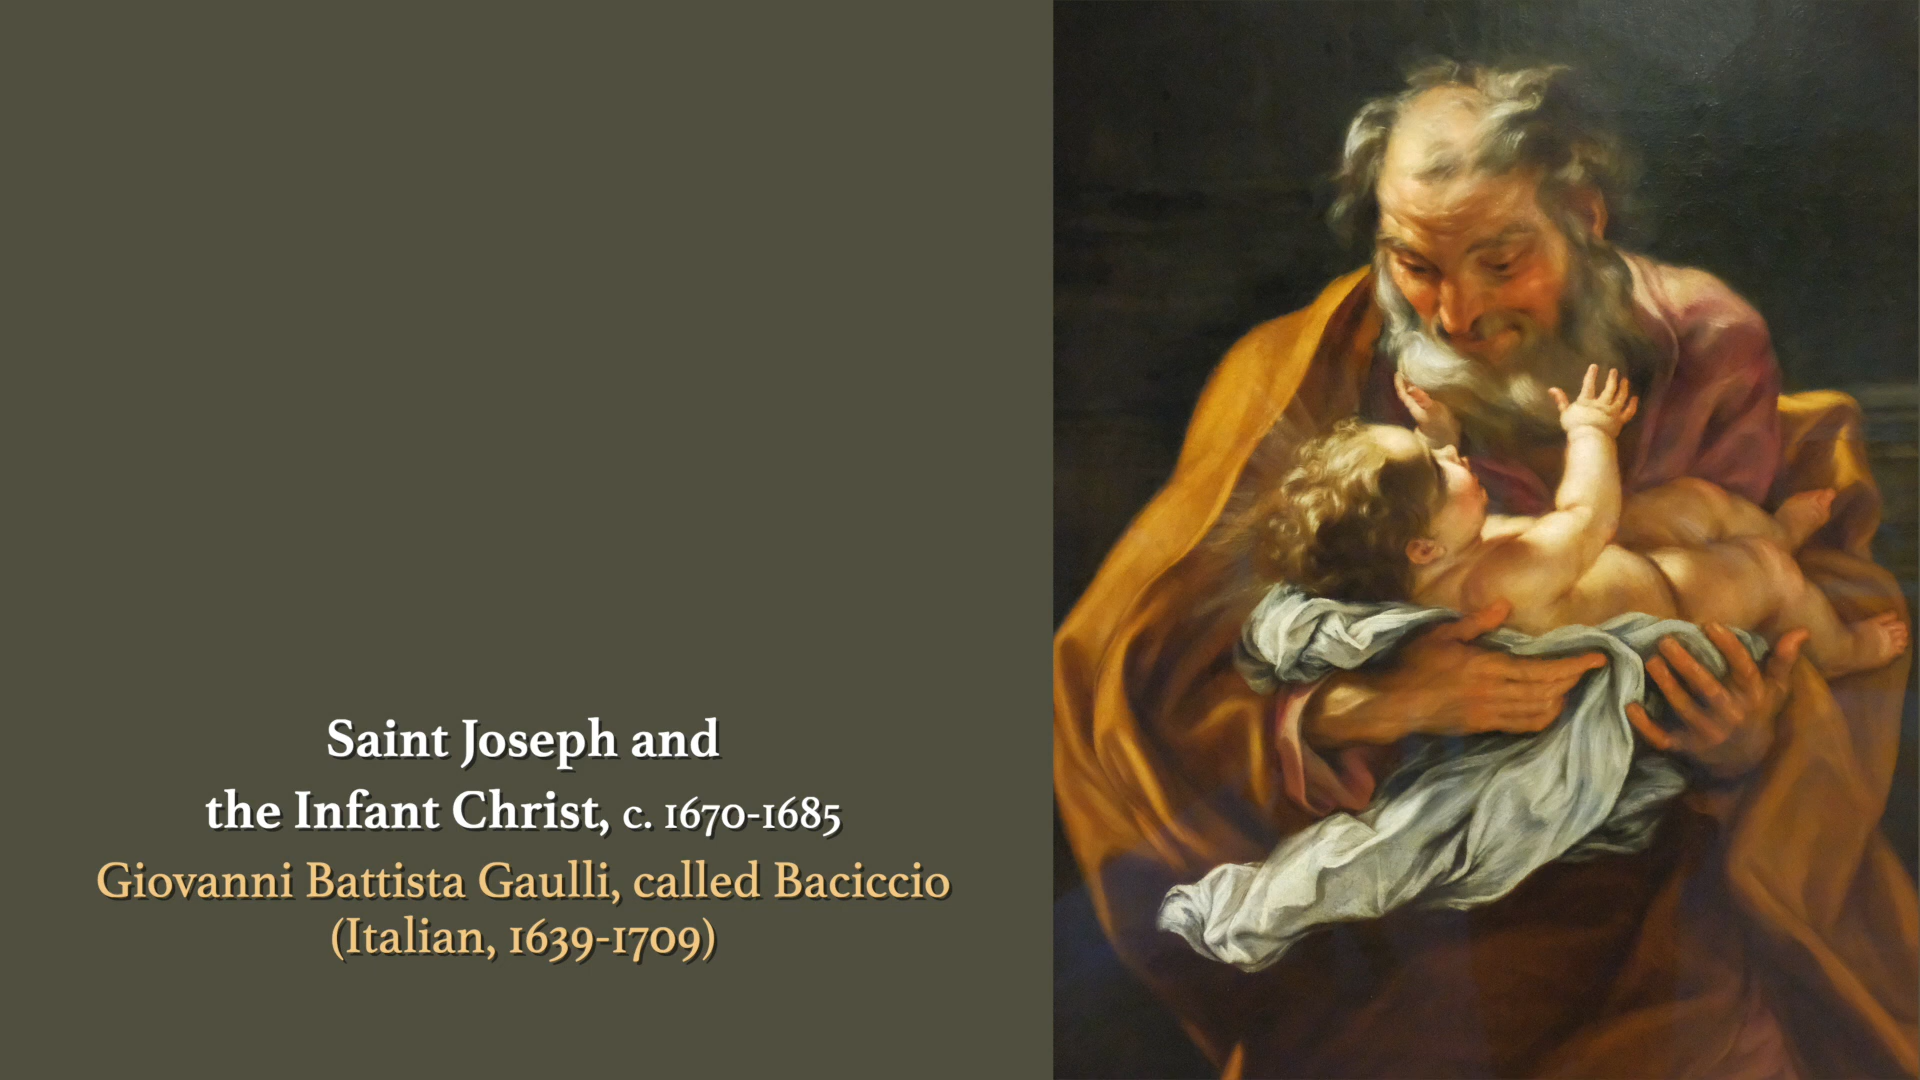 Saint Joseph and
the Infant Christ, c. 1670-1685
Giovanni Battista Gaulli, called Baciccio
(Italian, 1639-1709)